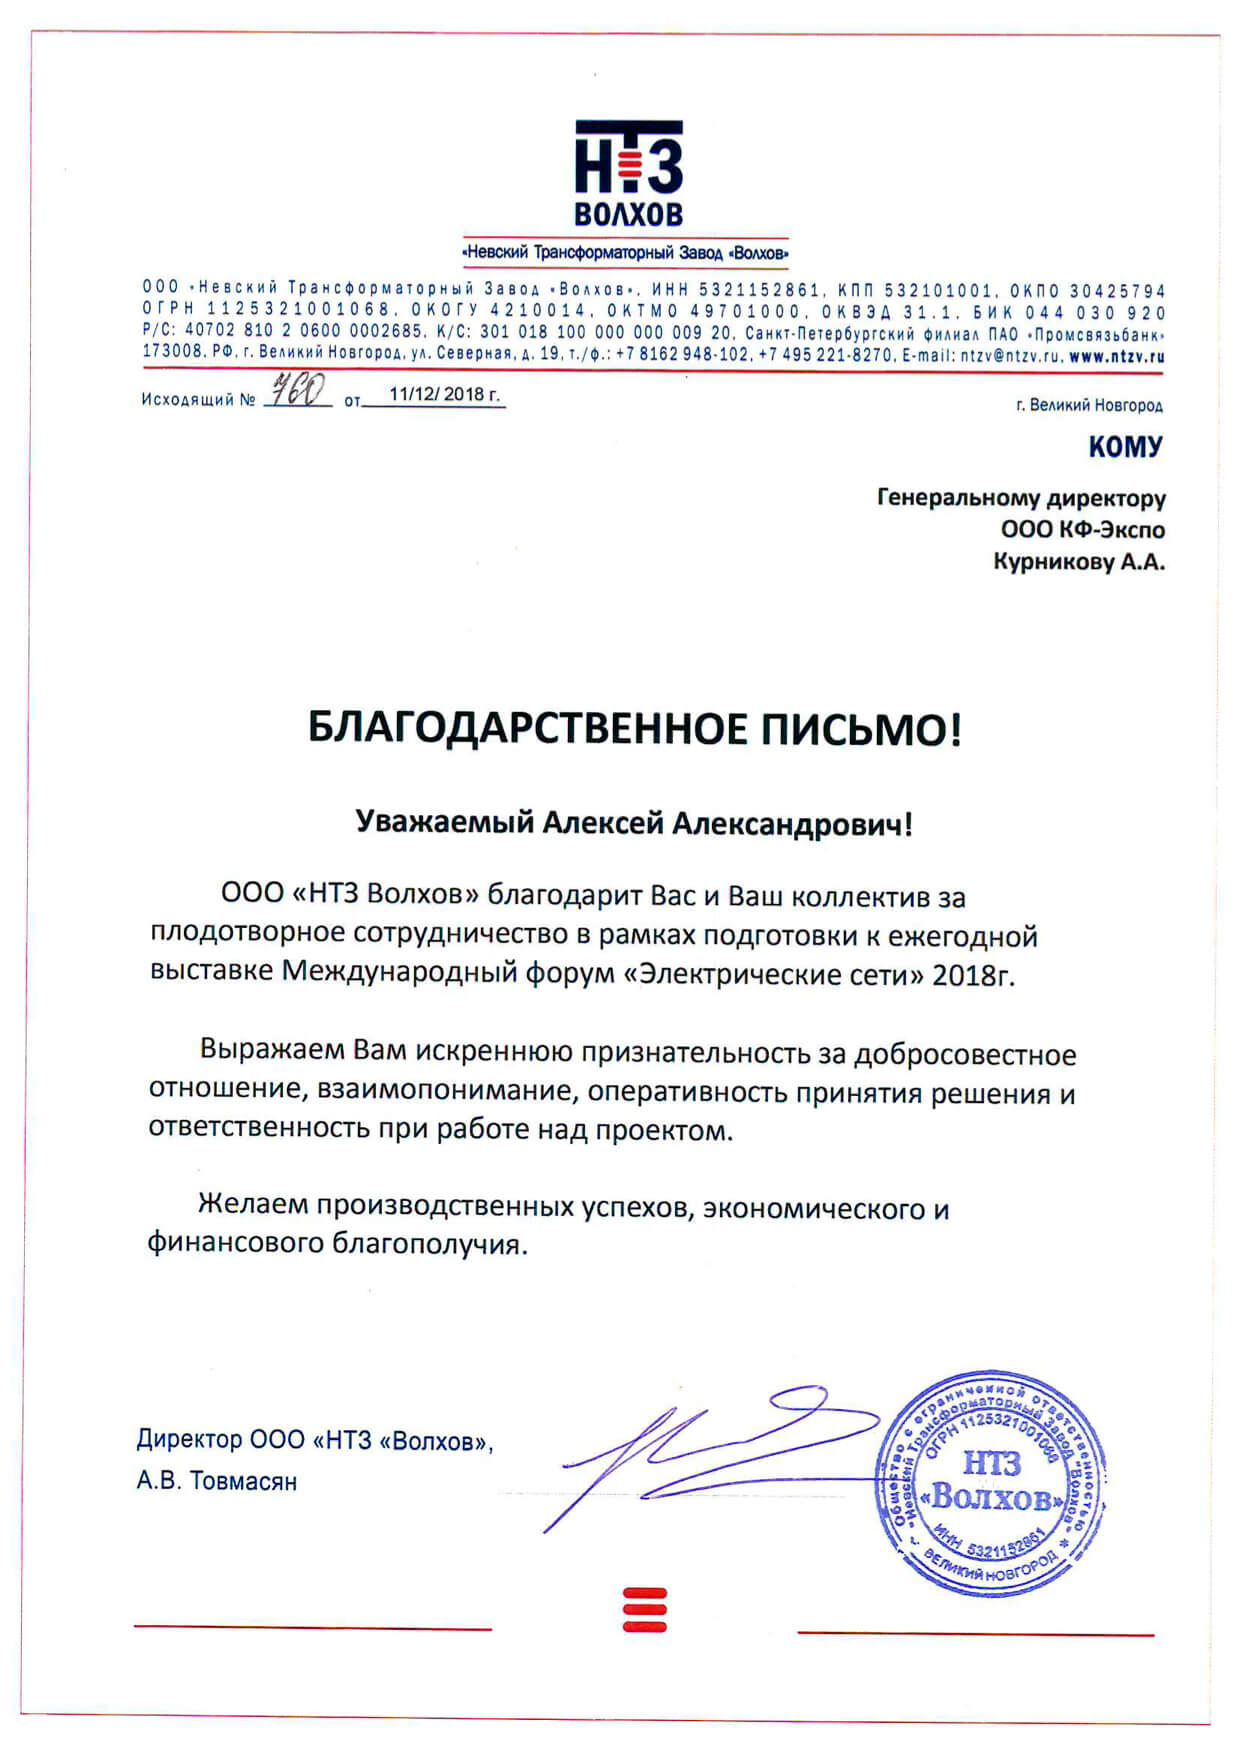 НТЗ
ВОЛХОВ
«Невский Трансформаторный Завод «Волхов»
ООО «Невский Трансформаторный Завод «Волхов», ИНН 5321152861, КПП 532101001, ОКПО 30425794
ОГРН 1125321001068, ОКОГУ 4210014, ОКТМО 49701000, ОКВЭД 31.1, БИК 044 030 920
Р/С: 40702 810 2 0600 0002685, К/С: 301 018 100 000 000 009 20, Санкт-Петербургский филиал ПАО «Промсвязьбанк»
173008, РФ, г. Великий Новгород, ул. Северная, д. 19, т./ф.: +7 8162 948-102, +7 495 221-8270, E-mail: ntzv@ntzv.ru, www.ntzv.ru
Исходящий № 760 от 11/12/ 2018 г.
г. Великий Новгород
КОМУ
Генеральному директору
ООО КФ-Экспо
Курникову А.А.
БЛАГОДАРСТВЕННОЕ ПИСЬМО!
Уважаемый Алексей Александрович!
ООО «НТЗ Волхов» благодарит Вас и Ваш коллектив за
плодотворное сотрудничество в рамках подготовки к ежегодной
выставке Международный форум «Электрические сети» 2018г.
Выражаем Вам искреннюю признательность за добросовестное
отношение, взаимопонимание, оперативность принятия решения и
ответственность при работе над проектом.
Желаем производственных успехов, экономического и
финансового благополучия.
Директор ООО «НТЗ «Волхов»,
А.В. Товмасян
Общество с ограниченной ответственностью
"Невский Трансформаторный Завод "Волхов"
ОГРН 1125321001068
НТЗ
«Волхов»
ИНН 5321152861
ВЕЛИКИЙ НОВГОРОД